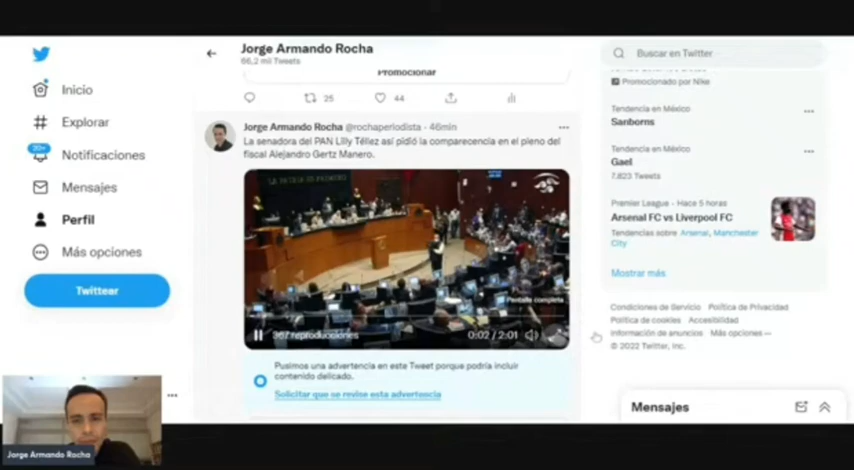 Jorge Armando Rocha
66,2 mil Tweets
Buscar en Twitter
Inicio
Explorar
20+
Notificaciones
Mensajes
Perfil
Más opciones
Twittear
Promocionar
25
44
Jorge Armando Rocha @rochaperiodista · 46min
La senadora del PAN Lilly Téllez así pidió la comparecencia en el pleno del
fiscal Alejandro Gertz Manero.
LA PATRIA ES PRIMERO
Pantalla completa
367 reproducciones
0:02 / 2:01
Pusimos una advertencia en este Tweet porque podría incluir
contenido delicado.
Solicitar que se revise esta advertencia
Promocionado por Nike
Tendencia en México
Sanborns
Tendencia en México
Gael
7.823 Tweets
Premier League · Hace 5 horas
Arsenal FC vs Liverpool FC
Tendencias sobre Arsenal, Manchester
City
Mostrar más
Condiciones de Servicio Política de Privacidad
Política de cookies Accesibilidad
Información de anuncios Más opciones
© 2022 Twitter, Inc.
Mensajes
Jorge Armando Rocha